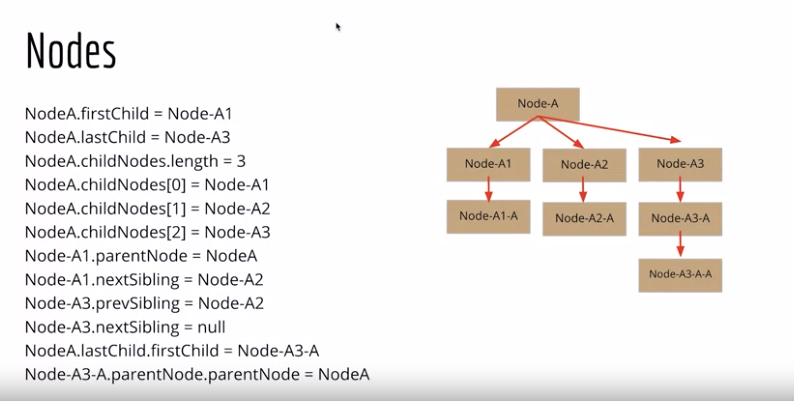 Nodes
NodeA.firstChild = Node-A1
NodeA.lastChild = Node-A3
NodeA.childNodes.length = 3
NodeA.childNodes[0] = Node-A1
NodeA.childNodes[1] = Node-A2
NodeA.childNodes[2] = Node-A3
Node-A1.parentNode = NodeA
Node-A1.nextSibling = Node-A2
Node-A3.prevSibling = Node-A2
Node-A3.nextSibling = null
NodeA.lastChild.firstChild = Node-A3-A
Node-A3-A.parentNode.parentNode = NodeA
Node-A
Node-A1
Node-A2
Node-A3
Node-A1-A
Node-A2-A
Node-A3-A
Node-A3-A-A